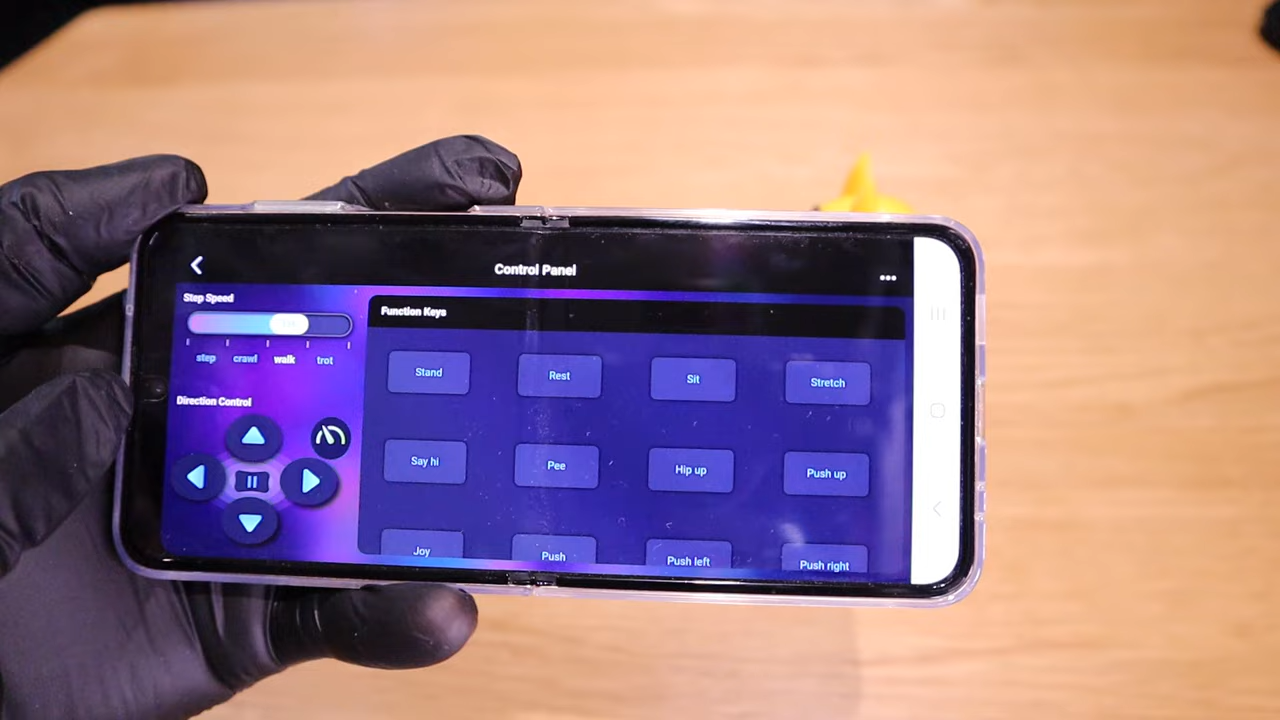 Control Panel
Step Speed
step crawl walk trot
Direction Control
Function Keys
Stand Rest Sit Stretch
Say hi Pee Hip up Push up
Joy Push Push left Push right